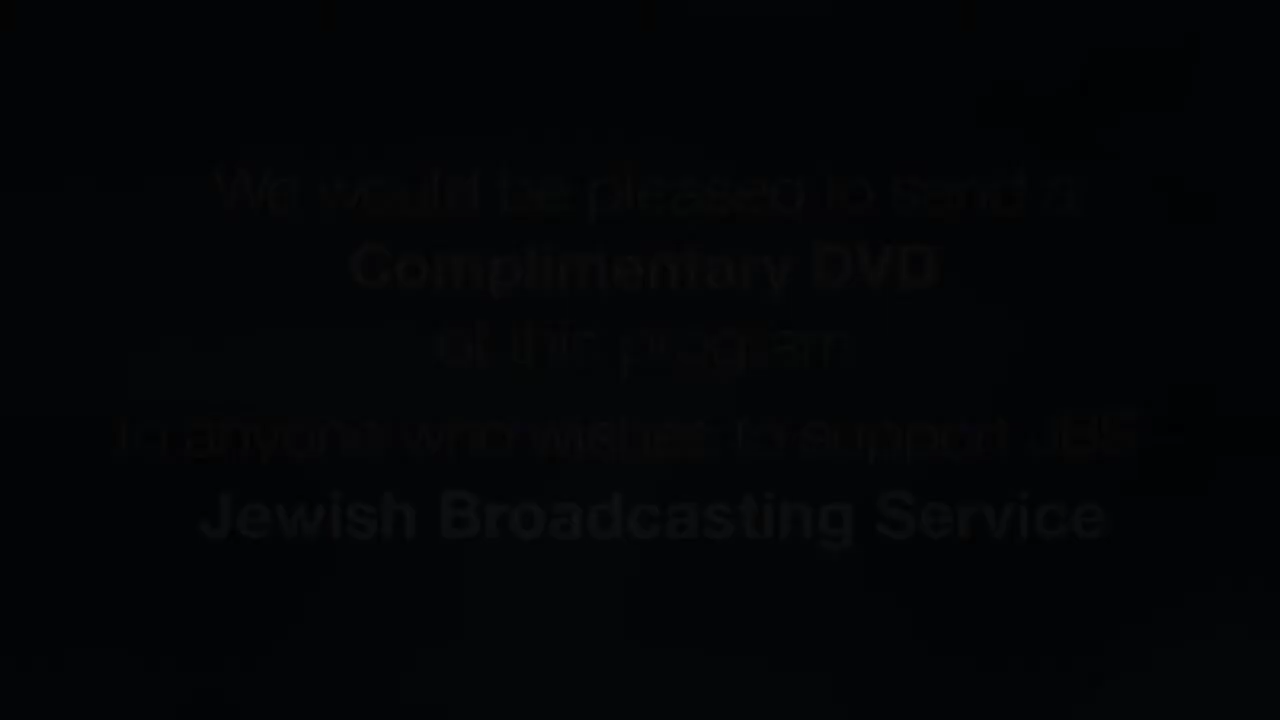 We would be pleased to send a
Complimentary DVD
of this program
to anyone who wishes to support JBS
Jewish Broadcasting Service